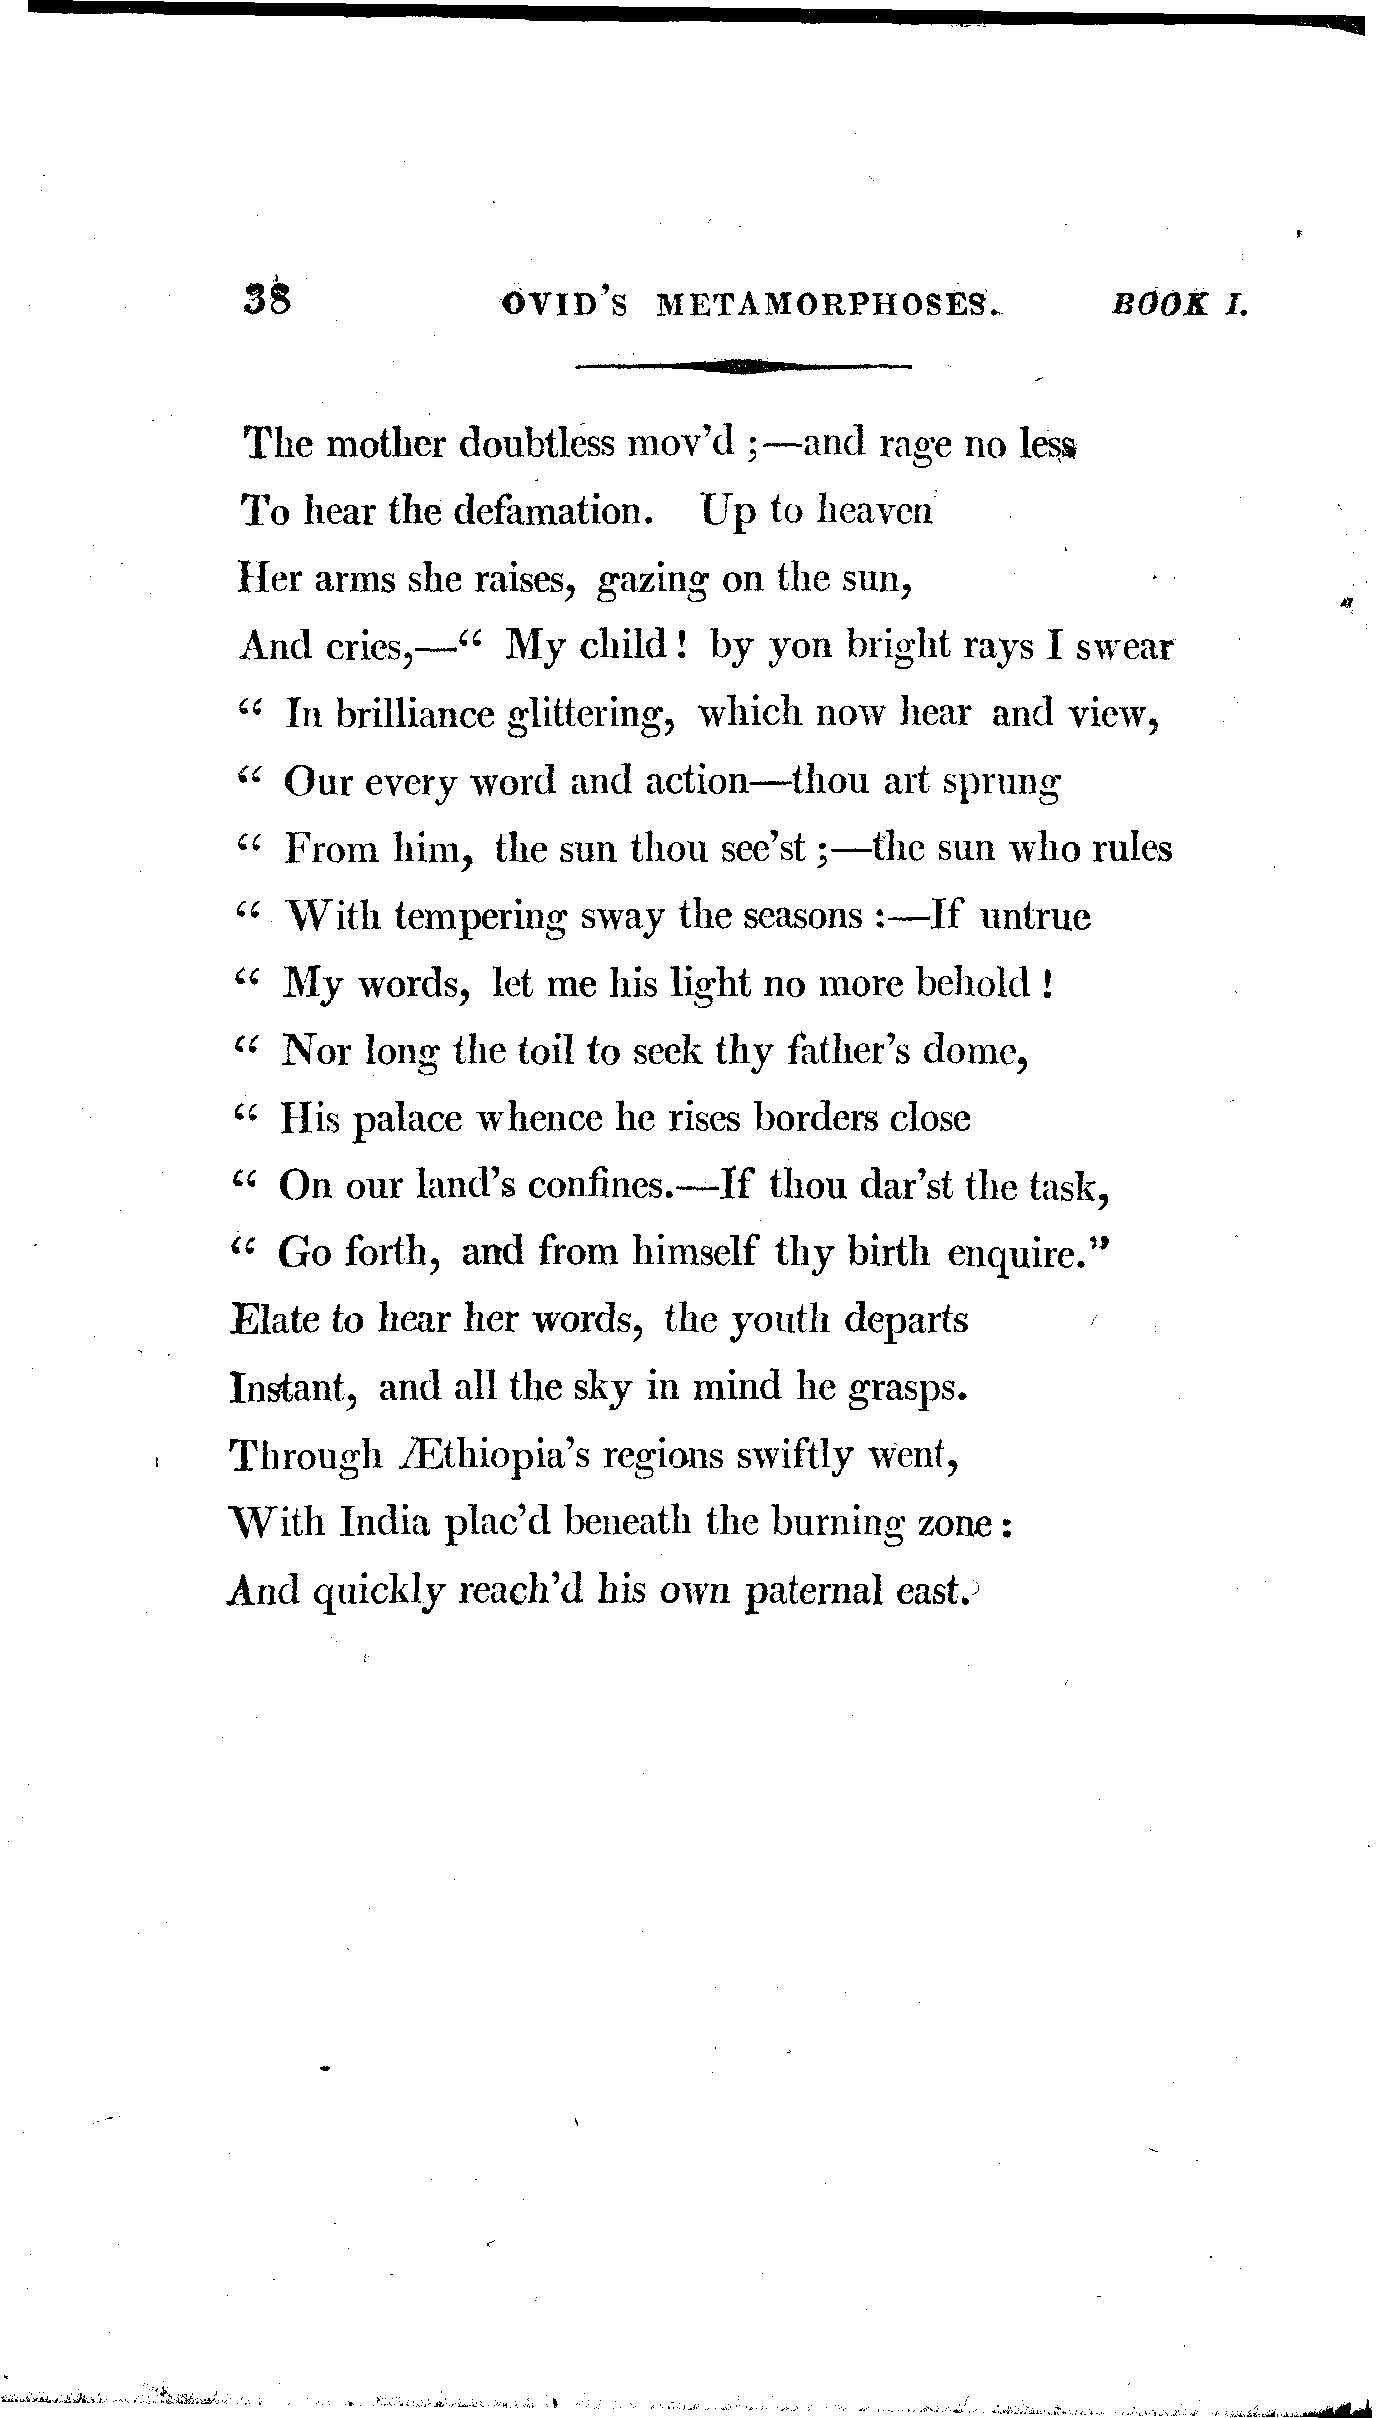 38 OVID'S METAMORPHOSES. BOOK I.
The mother doubtless mov'd ;—and rage no less
To hear the defamation. Up to heaven
Her arms she raises, gazing on the sun,
And cries,—“ My child ! by yon bright rays I swear
“ In brilliance glittering, which now hear and view,
“ Our every word and action—thou art sprung
“ From him, the sun thou see'st ;—the sun who rules
“ With tempering sway the seasons :—If untrue
“ My words, let me his light no more behold !
“ Nor long the toil to seek thy father's dome,
“ His palace whence he rises borders close
“ On our land's confines.—If thou dar'st the task,
“ Go forth, and from himself thy birth enquire.”
Elate to hear her words, the youth departs
Instant, and all the sky in mind he grasps.
Through Æthiopia's regions swiftly went,
With India plac'd beneath the burning zone :
And quickly reach'd his own paternal east.